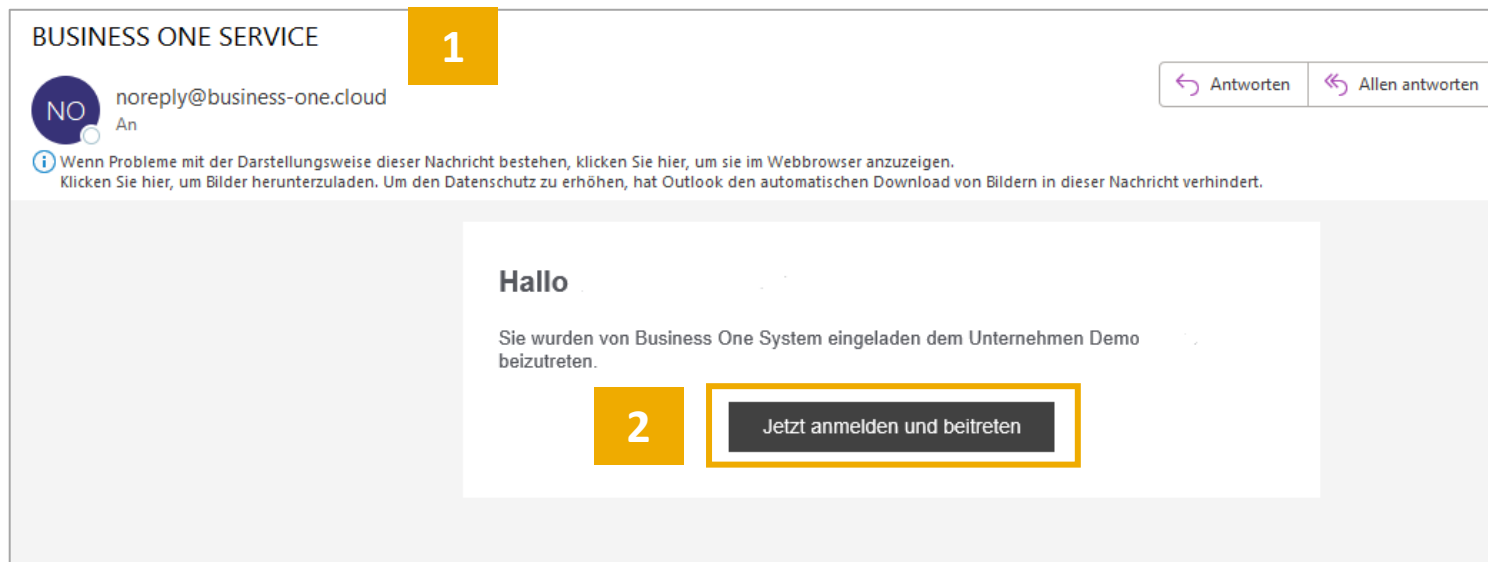 BUSINESS ONE SERVICE
1
NO
noreply@business-one.cloud
An
Antworten
Allen antworten
Wenn Probleme mit der Darstellungsweise dieser Nachricht bestehen, klicken Sie hier, um sie im Webbrowser anzuzeigen.
Klicken Sie hier, um Bilder herunterzuladen. Um den Datenschutz zu erhöhen, hat Outlook den automatischen Download von Bildern in dieser Nachricht verhindert.
Hallo
Sie wurden von Business One System eingeladen dem Unternehmen Demo
beizutreten.
2
Jetzt anmelden und beitreten